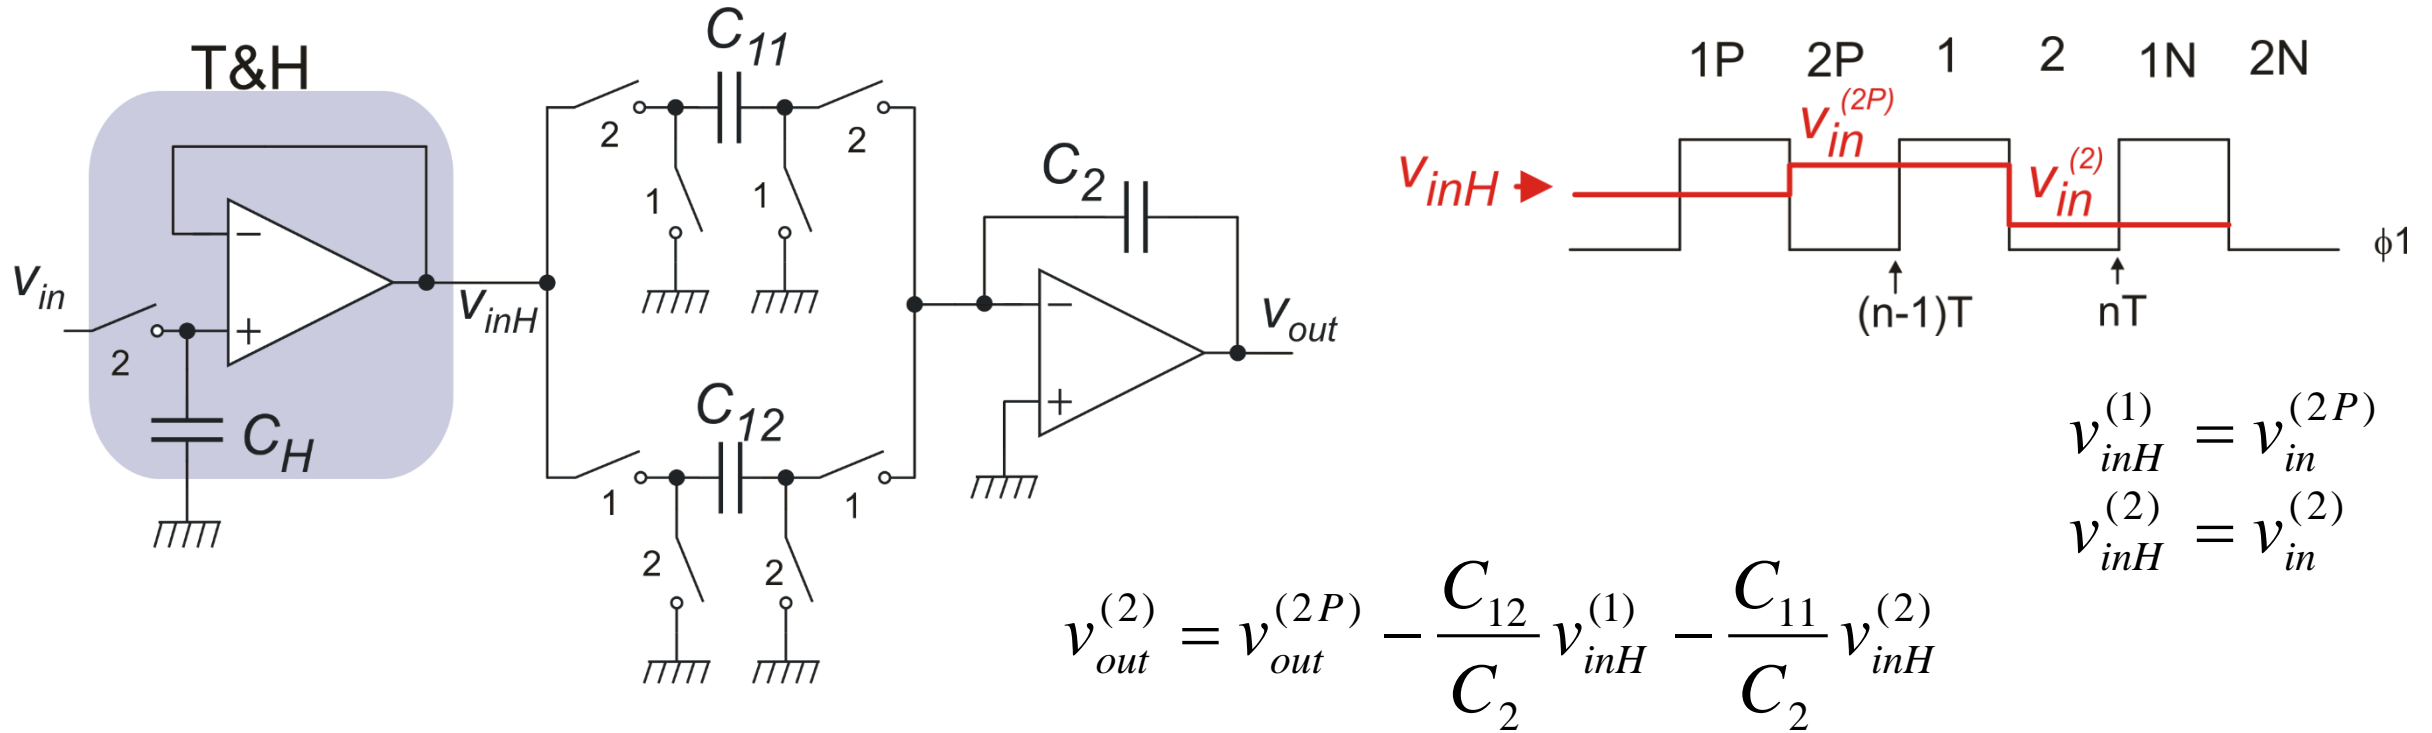 T&H
C11
1P 2P 1 2 1N 2N
2 2
vin(2P)
C2
vinH
vin(2)
1 1
−
ϕ1
vin
vinH
−
vout
(n-1)T nT
+
2
C12
+
CH
vinH(1) = vin(2P)
1 1
vinH(2) = vin(2)
2 2
vout(2) = vout(2P) − C12/C2 vinH(1) − C11/C2 vinH(2)